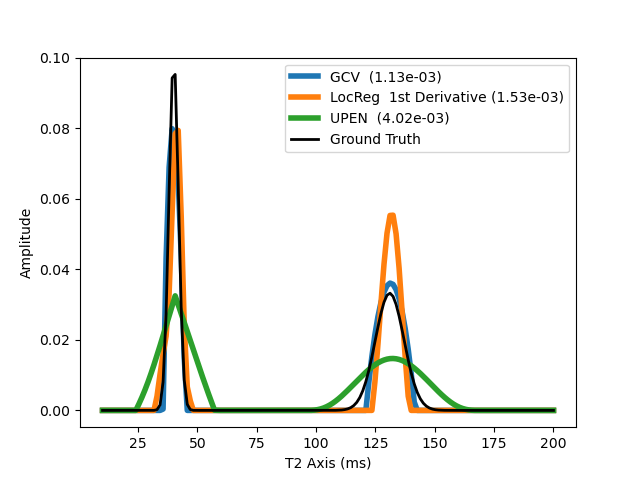 0.10
0.08
0.06
0.04
0.02
0.00
Amplitude
GCV (1.13e-03)
LocReg 1st Derivative (1.53e-03)
UPEN (4.02e-03)
Ground Truth
25 50 75 100 125 150 175 200
T2 Axis (ms)